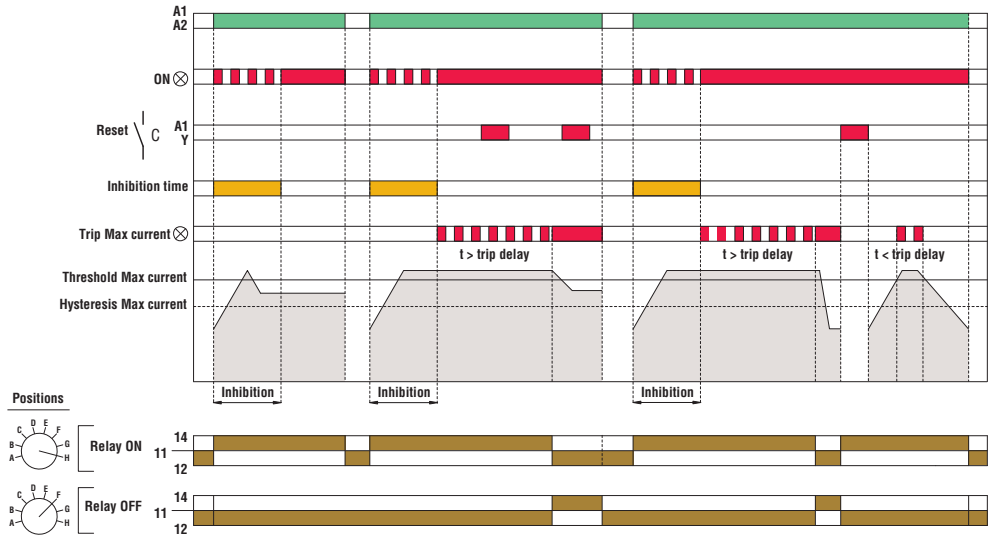 A1
A2
ON
Reset C A1
Y
Inhibition time
Trip Max current
t > trip delay t > trip delay t < trip delay
Threshold Max current
Hysteresis Max current
Inhibition Inhibition Inhibition
Positions
A B C D E F G H
Relay ON 14
11
12
A B C D E F G H
Relay OFF 14
11
12